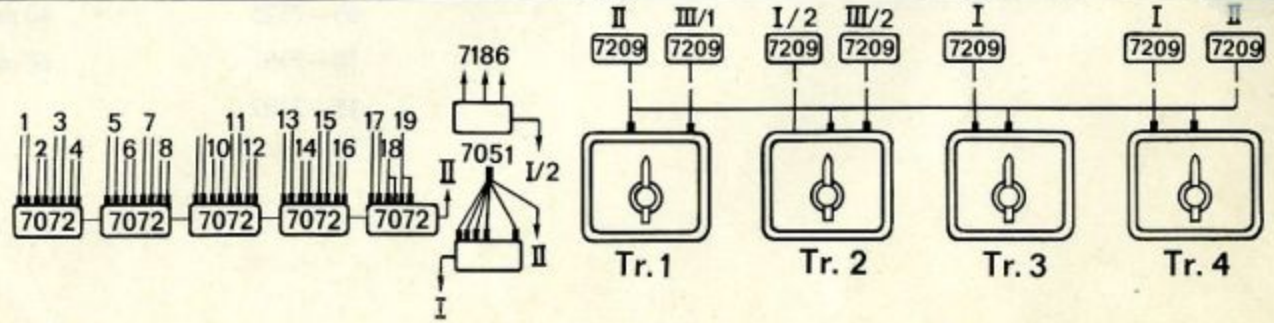 II III/1 I/2 III/2 I I II
7209 7209 7209 7209 7209 7209 7209
7186
1 3 5 7 11 13 15 17 19
2 4 6 8 10 12 14 16 18
7051 I/2
II
7072 7072 7072 7072 7072
II
I
Tr.1 Tr.2 Tr.3 Tr.4